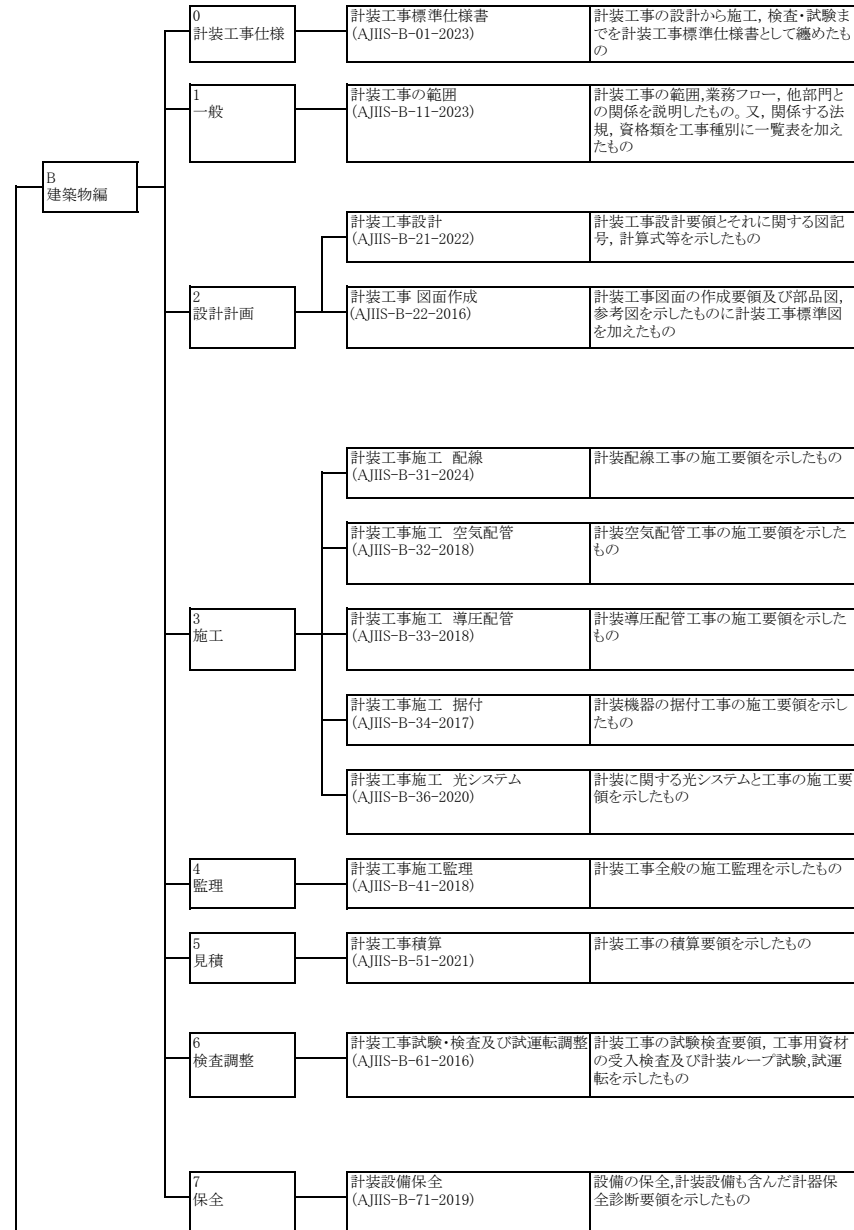 B
建築物編
0
計装工事仕様
計装工事標準仕様書
(AJIIS-B-01-2023)
計装工事の設計から施工, 検査・試験ま
でを計装工事標準仕様書として纏めたも
の
1
一般
計装工事の範囲
(AJIIS-B-11-2023)
計装工事の範囲,業務フロー, 他部門と
の関係を説明したもの。又, 関係する法
規, 資格類を工事種別に一覧表を加え
たもの
2
設計計画
計装工事設計
(AJIIS-B-21-2022)
計装工事設計要領とそれに関する図記
号, 計算式等を示したもの
計装工事 図面作成
(AJIIS-B-22-2016)
計装工事図面の作成要領及び部品図,
参考図を示したものに計装工事標準図
を加えたもの
3
施工
計装工事施工 配線
(AJIIS-B-31-2024)
計装配線工事の施工要領を示したもの
計装工事施工 空気配管
(AJIIS-B-32-2018)
計装空気配管工事の施工要領を示した
もの
計装工事施工 導圧配管
(AJIIS-B-33-2018)
計装導圧配管工事の施工要領を示した
もの
計装工事施工 据付
(AJIIS-B-34-2017)
計装機器の据付工事の施工要領を示し
たもの
計装工事施工 光システム
(AJIIS-B-36-2020)
計装に関する光システムと工事の施工要
領を示したもの
4
監理
計装工事施工監理
(AJIIS-B-41-2018)
計装工事全般の施工監理を示したもの
5
見積
計装工事積算
(AJIIS-B-51-2021)
計装工事の積算要領を示したもの
6
検査調整
計装工事試験・検査及び試運転調整
(AJIIS-B-61-2016)
計装工事の試験検査要領, 工事用資材
の受入検査及び計装ループ試験,試運
転を示したもの
7
保全
計装設備保全
(AJIIS-B-71-2019)
設備の保全,計装設備も含んだ計器保
全診断要領を示したもの